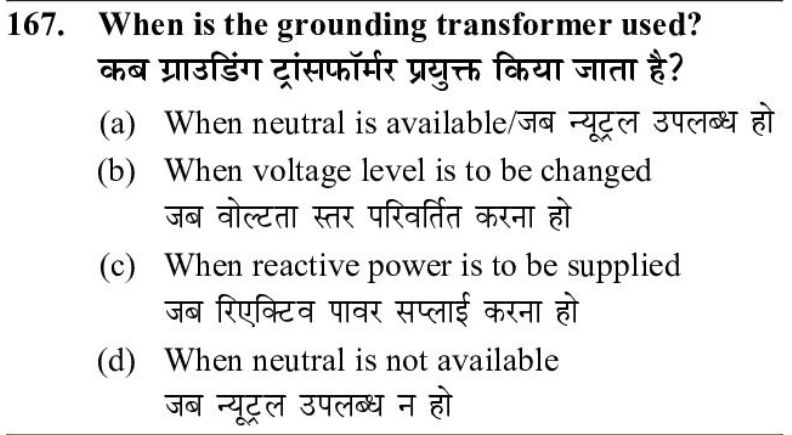 167. When is the grounding transformer used?
कब ग्राउडिंग ट्रांसफॉर्मर प्रयुक्त किया जाता है?
(a) When neutral is available/जब न्यूट्रल उपलब्ध हो
(b) When voltage level is to be changed
जब वोल्टता स्तर परिवर्तित करना हो
(c) When reactive power is to be supplied
जब रिएक्टिव पावर सप्लाई करना हो
(d) When neutral is not available
जब न्यूट्रल उपलब्ध न हो